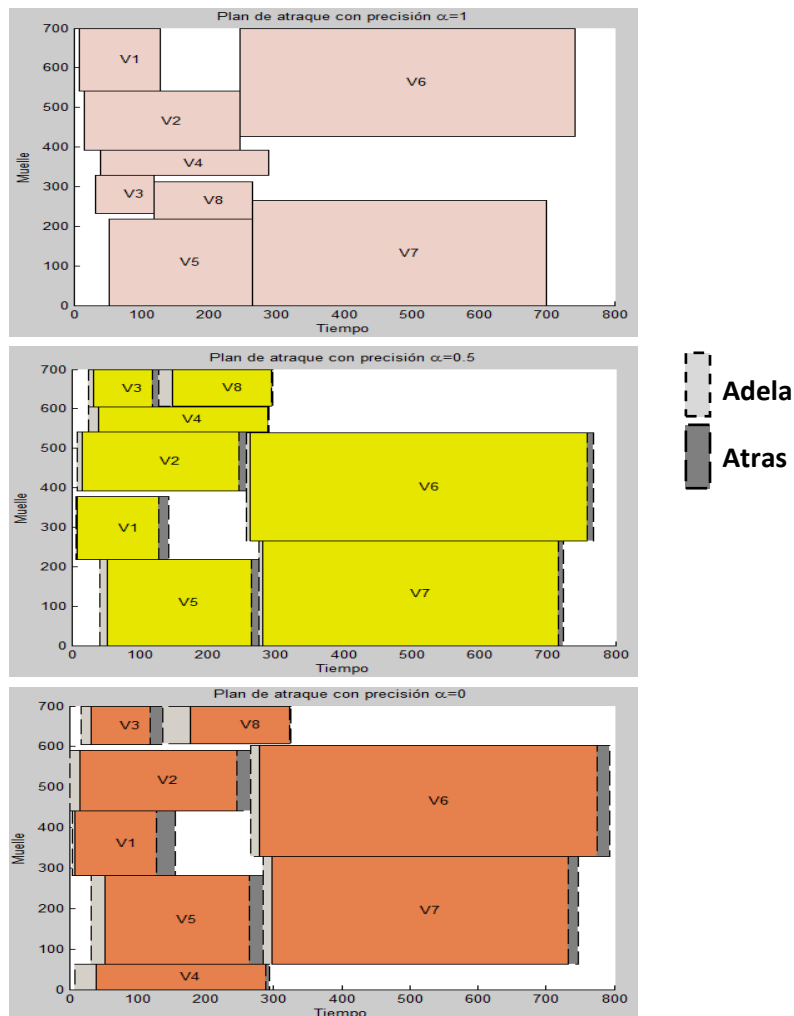 Plan de atraque con precisión α=1
700
600
500
400
300
200
100
0
Muelle
V1
V6
V2
V4
V3
V8
V5
V7
0 100 200 300 400 500 600 700 800
Tiempo
Plan de atraque con precisión α=0.5
700
600
500
400
300
200
100
0
Muelle
V3
V8
V4
V2
V6
V1
V5
V7
0 100 200 300 400 500 600 700 800
Tiempo
Adela
Atras
Plan de atraque con precisión α=0
700
600
500
400
300
200
100
0
Muelle
V3
V8
V2
V6
V1
V5
V7
V4
0 100 200 300 400 500 600 700 800
Tiempo